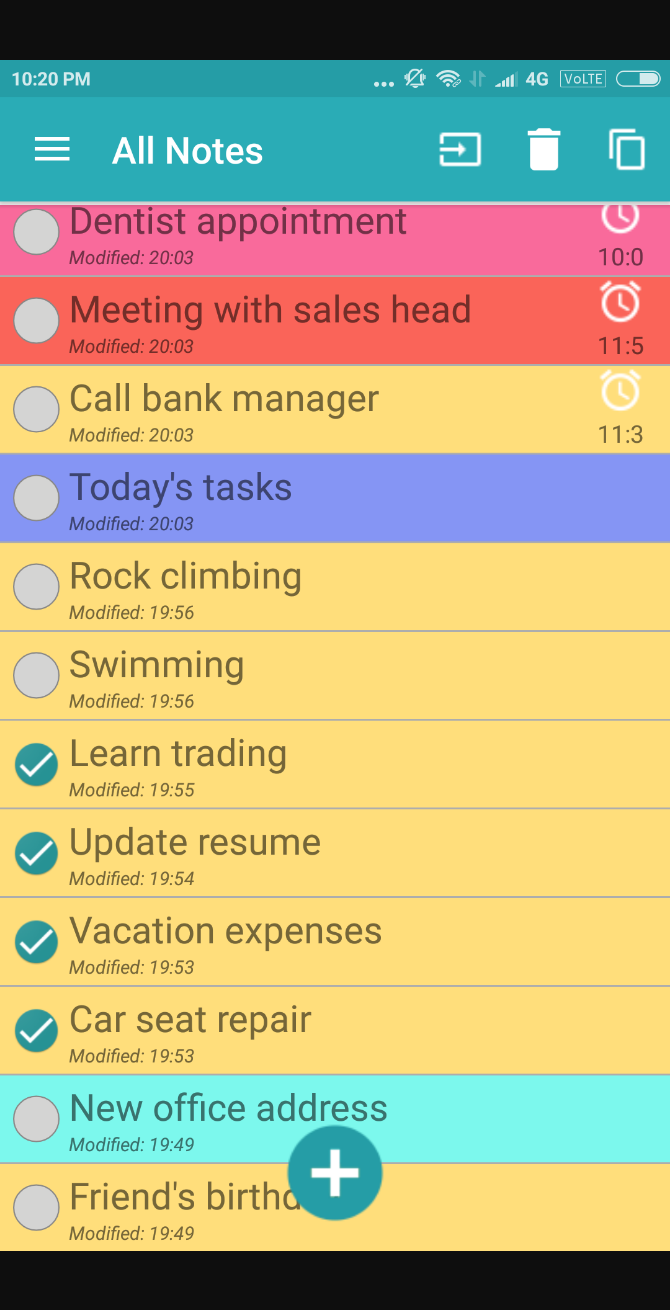 10:20 PM ... 4G VoLTE
All Notes
Dentist appointment
Modified: 20:03 10:0
Meeting with sales head
Modified: 20:03 11:5
Call bank manager
Modified: 20:03 11:3
Today's tasks
Modified: 20:03
Rock climbing
Modified: 19:56
Swimming
Modified: 19:56
Learn trading
Modified: 19:55
Update resume
Modified: 19:54
Vacation expenses
Modified: 19:53
Car seat repair
Modified: 19:53
New office address
Modified: 19:49
Friend's birthd
Modified: 19:49